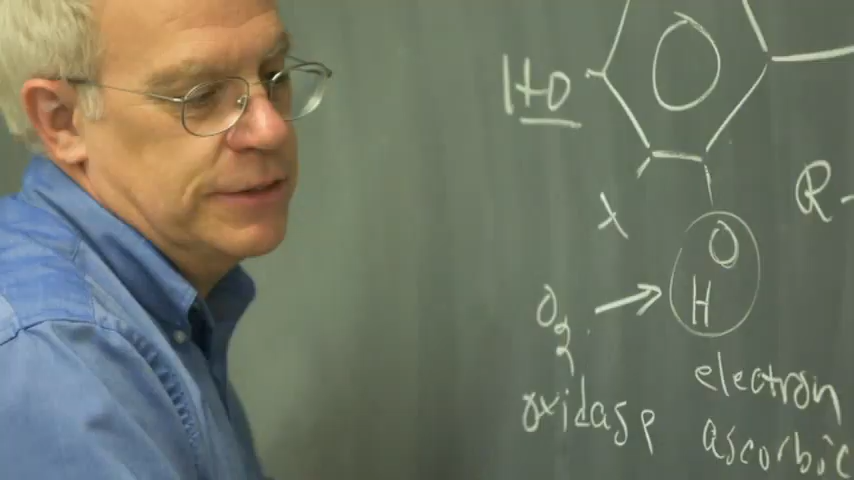 HO
R-
X
O
H
O2
electron
oxidase
ascorbic